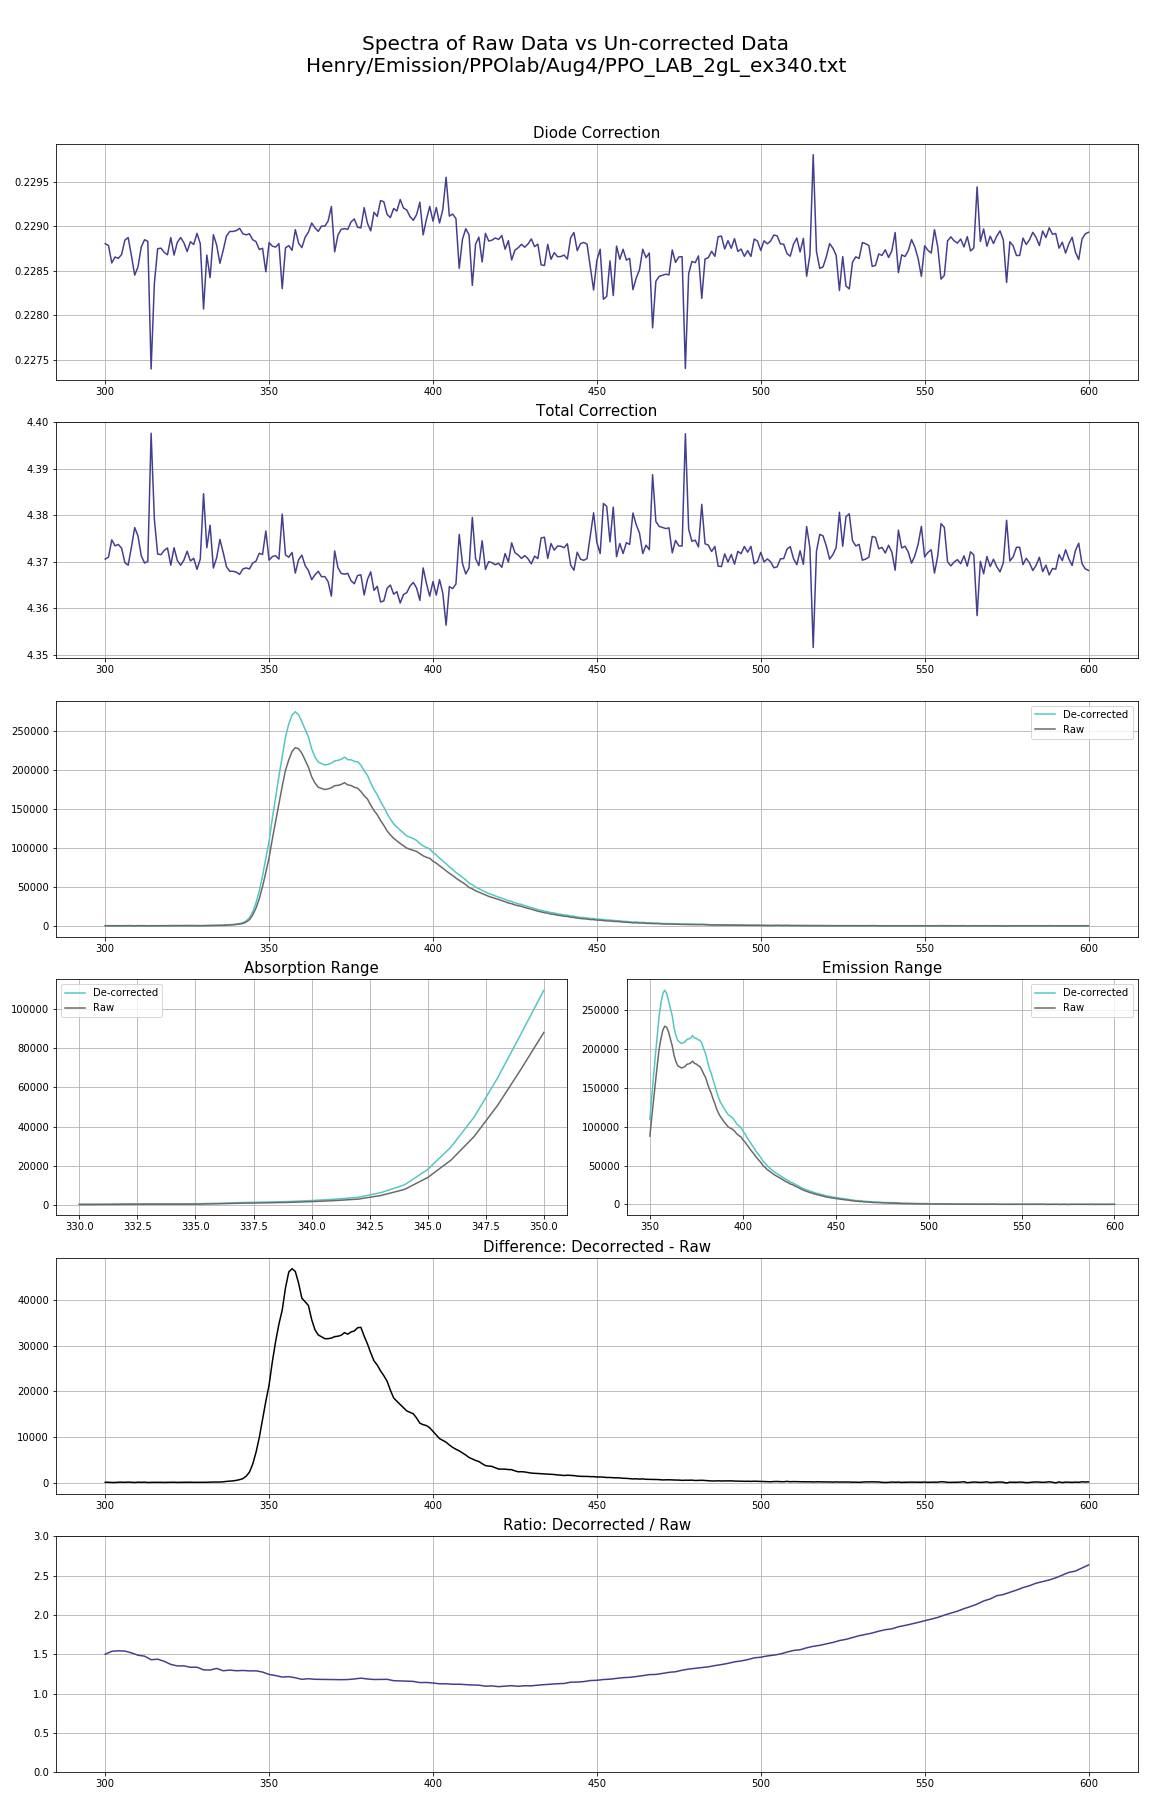 Spectra of Raw Data vs Un-corrected Data
Henry/Emission/PPOlab/Aug4/PPO_LAB_2gL_ex340.txt
Diode Correction
0.2295
0.2290
0.2285
0.2280
0.2275
300 350 400 450 500 550 600
Total Correction
4.40
4.39
4.38
4.37
4.36
4.35
300 350 400 450 500 550 600
De-corrected
Raw
250000
200000
150000
100000
50000
0
300 350 400 450 500 550 600
Absorption Range
De-corrected
Raw
100000
80000
60000
40000
20000
0
330.0 332.5 335.0 337.5 340.0 342.5 345.0 347.5 350.0
Emission Range
De-corrected
Raw
250000
200000
150000
100000
50000
0
350 400 450 500 550 600
Difference: Decorrected - Raw
40000
30000
20000
10000
0
300 350 400 450 500 550 600
Ratio: Decorrected / Raw
3.0
2.5
2.0
1.5
1.0
0.5
0.0
300 350 400 450 500 550 600